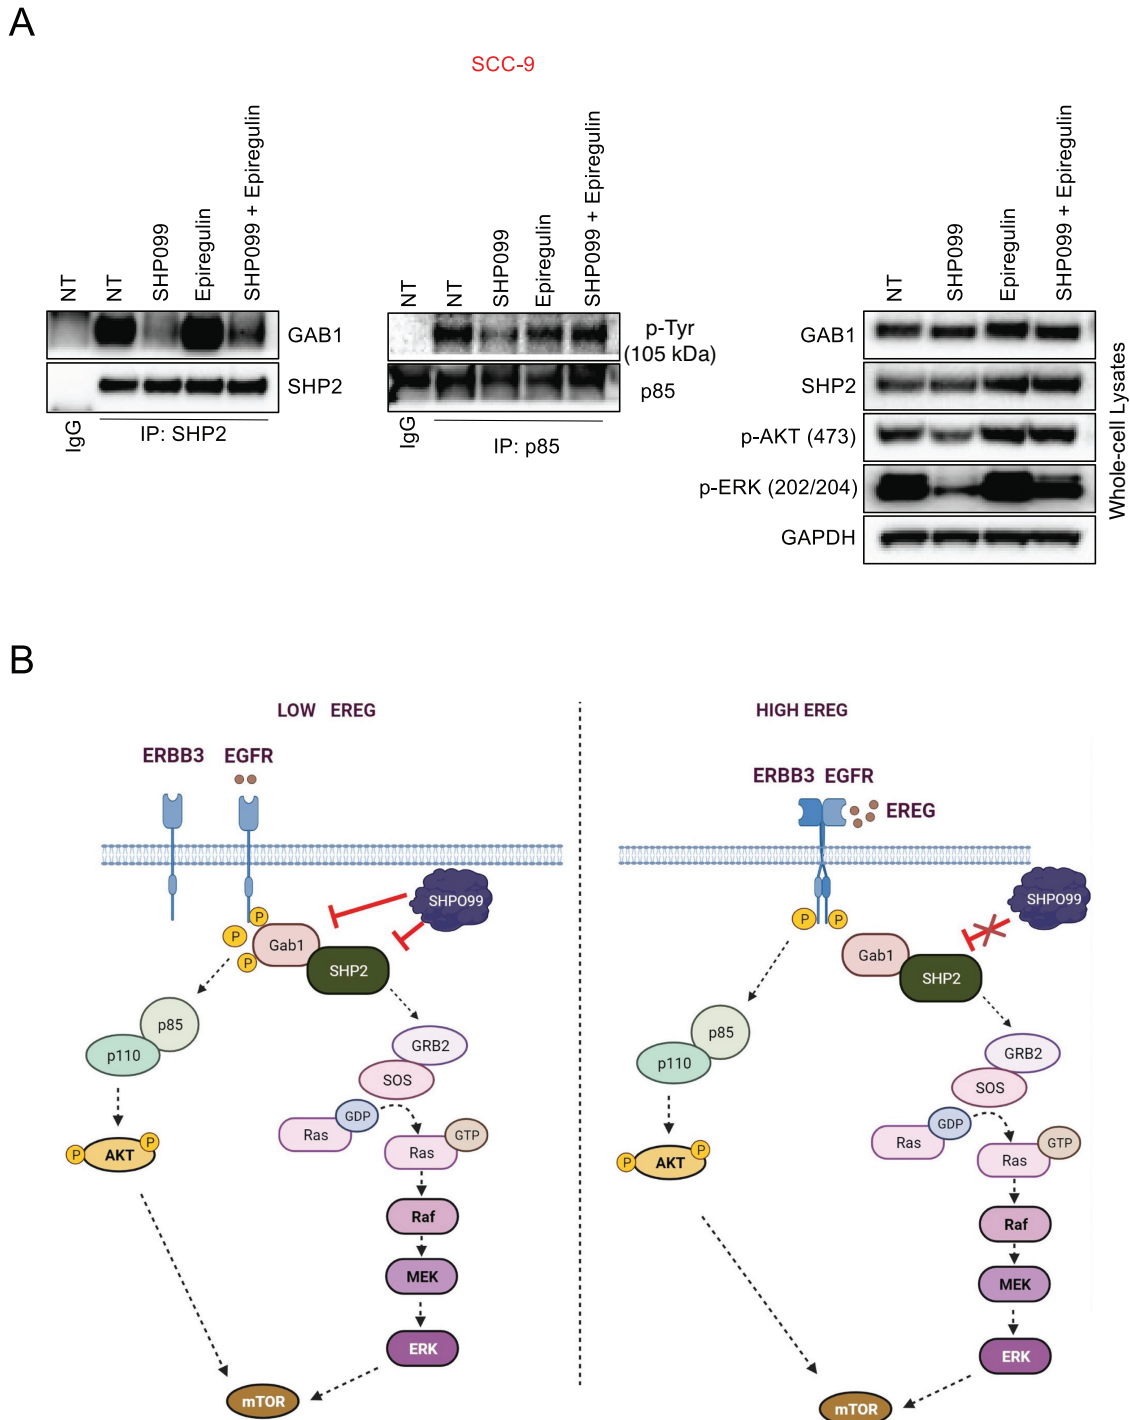 A
SCC-9
NT
NT
SHP099
Epiregulin
SHP099 + Epiregulin
GAB1
SHP2
IgG
IP: SHP2
NT
NT
SHP099
Epiregulin
SHP099 + Epiregulin
p-Tyr
(105 kDa)
p85
IgG
IP: p85
NT
SHP099
Epiregulin
SHP099 + Epiregulin
GAB1
SHP2
p-AKT (473)
p-ERK (202/204)
GAPDH
Whole-cell Lysates
B
LOW EREG
ERBB3 EGFR
SHPO99
P
P
P
Gab1
SHP2
p85
p110
GRB2
SOS
GDP
Ras
GTP
Ras
P
AKT
P
Raf
MEK
ERK
mTOR
HIGH EREG
ERBB3 EGFR
EREG
SHPO99
P
P
Gab1
SHP2
p85
p110
GRB2
SOS
GDP
Ras
GTP
Ras
P
AKT
P
Raf
MEK
ERK
mTOR